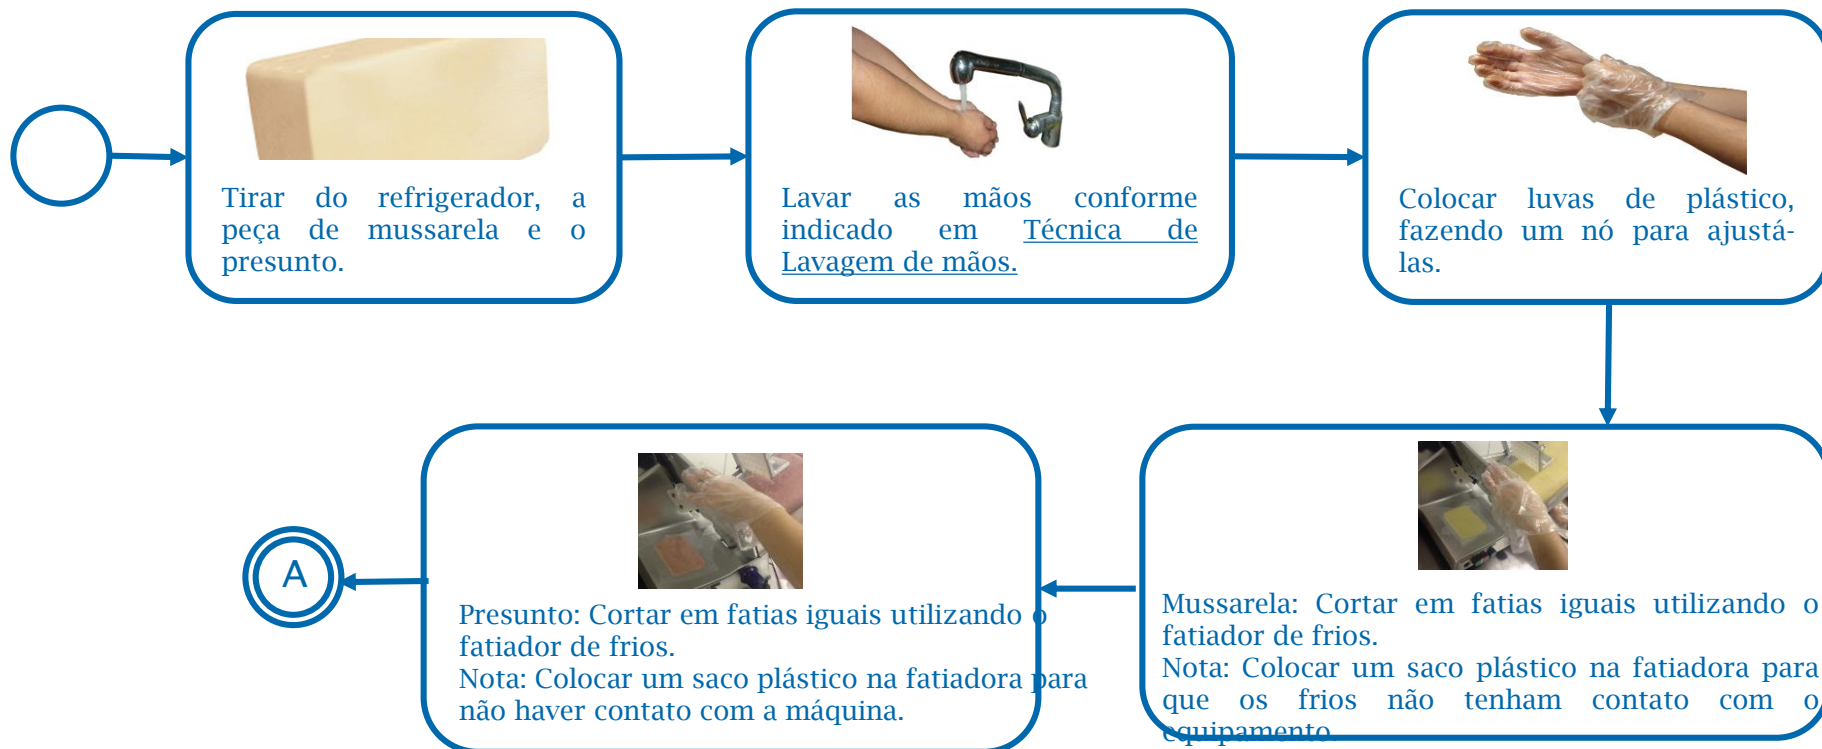 Tirar do refrigerador, a
peça de mussarela e o
presunto.
Lavar as mãos conforme
indicado em Técnica de
Lavagem de mãos.
Colocar luvas de plástico,
fazendo um nó para ajustá-
las.
Mussarela: Cortar em fatias iguais utilizando o
fatiador de frios.
Nota: Colocar um saco plástico na fatiadora para
que os frios não tenham contato com o
equipamento.
Presunto: Cortar em fatias iguais utilizando o
fatiador de frios.
Nota: Colocar um saco plástico na fatiadora para
não haver contato com a máquina.
A